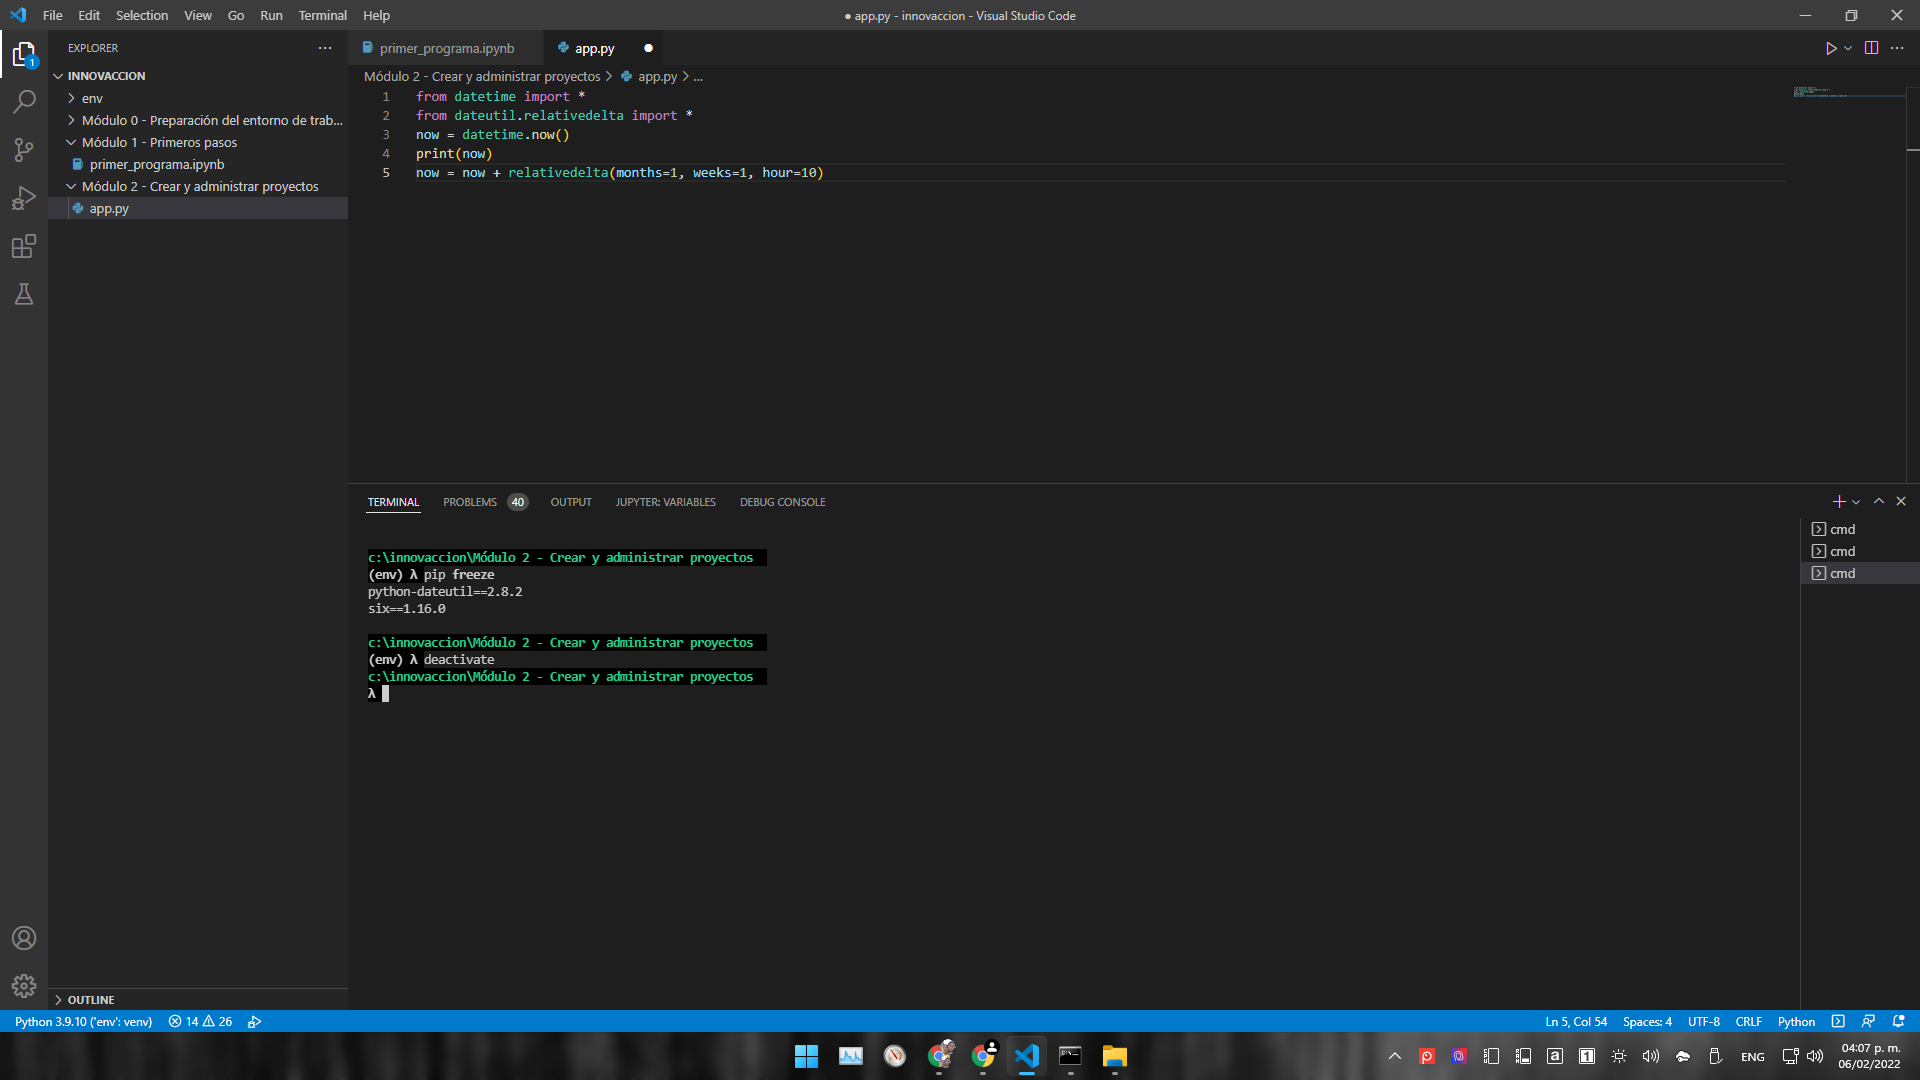 File Edit Selection View Go Run Terminal Help
● app.py - innovaccion - Visual Studio Code
EXPLORER
1
INNOVACCION
env
Módulo 0 - Preparación del entorno de trab...
Módulo 1 - Primeros pasos
primer_programa.ipynb
Módulo 2 - Crear y administrar proyectos
app.py
OUTLINE
primer_programa.ipynb
app.py
Módulo 2 - Crear y administrar proyectos > app.py > ...
1 from datetime import *
2 from dateutil.relativedelta import *
3 now = datetime.now()
4 print(now)
5 now = now + relativedelta(months=1, weeks=1, hour=10)
TERMINAL PROBLEMS 40 OUTPUT JUPYTER: VARIABLES DEBUG CONSOLE
c:\innovaccion\Módulo 2 - Crear y administrar proyectos
(env) λ pip freeze
python-dateutil==2.8.2
six==1.16.0
c:\innovaccion\Módulo 2 - Crear y administrar proyectos
(env) λ deactivate
c:\innovaccion\Módulo 2 - Crear y administrar proyectos
λ
cmd
cmd
cmd
Python 3.9.10 ('env': venv) 14 26
Ln 5, Col 54 Spaces: 4 UTF-8 CRLF Python
ENG
04:07 p. m.
06/02/2022